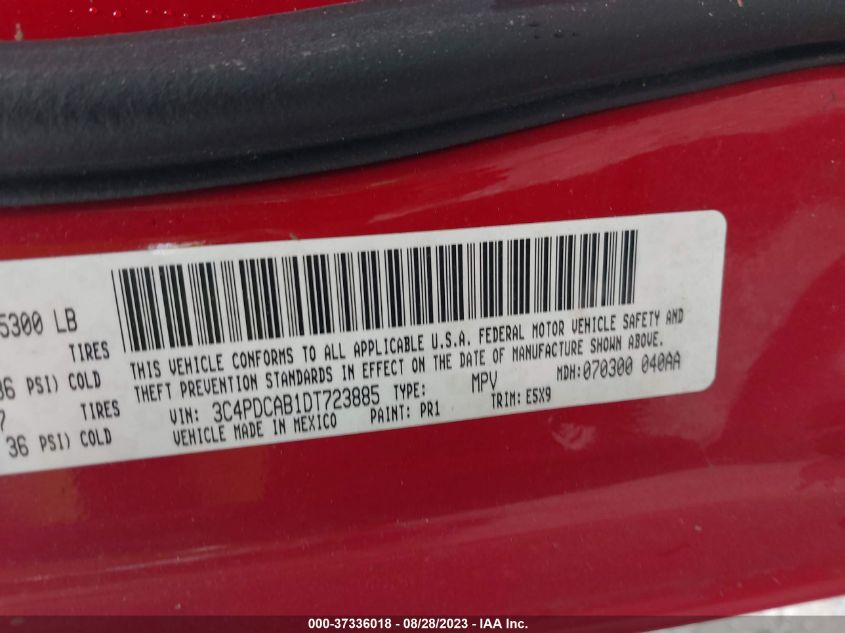 5300 LB
TIRES
36 PSI) COLD
7 TIRES
36 PSI) COLD
THIS VEHICLE CONFORMS TO ALL APPLICABLE U.S.A. FEDERAL MOTOR VEHICLE SAFETY AND
THEFT PREVENTION STANDARDS IN EFFECT ON THE DATE OF MANUFACTURE SHOWN ABOVE.
VIN: 3C4PDCAB1DT723885 TYPE: MPV MDH:070300 040AA
VEHICLE MADE IN MEXICO PAINT: PR1 TRIM: E5X9
000-37336018 - 08/28/2023 - IAA Inc.